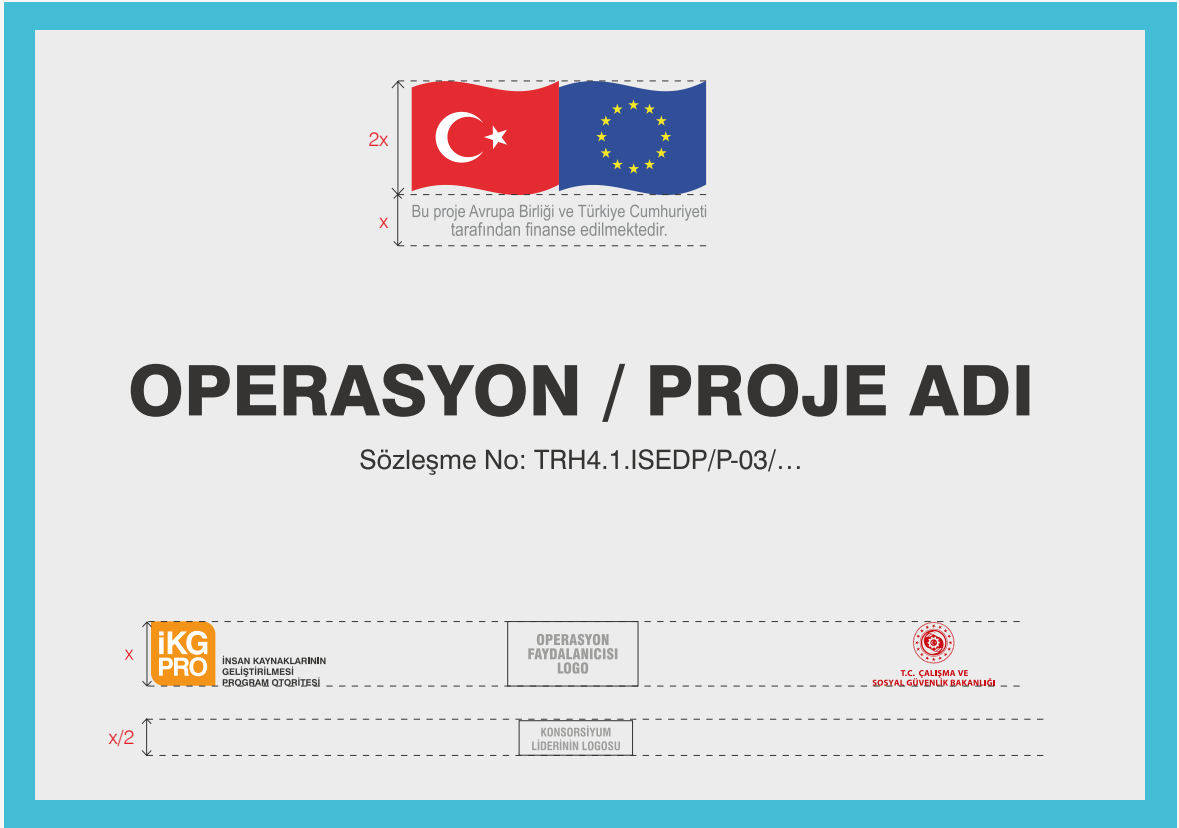 2x
x
Bu proje Avrupa Birliği ve Türkiye Cumhuriyeti
tarafından finanse edilmektedir.
OPERASYON / PROJE ADI
Sözleşme No: TRH4.1.ISEDP/P-03/…
x
iKG
PRO
İNSAN KAYNAKLARININ
GELİŞTİRİLMESİ
PROGRAM OTORİTESİ
OPERASYON
FAYDALANICISI
LOGO
T.C. ÇALIŞMA VE
SOSYAL GÜVENLİK BAKANLIĞI
x/2
KONSORSİYUM
LİDERİNİN LOGOSU